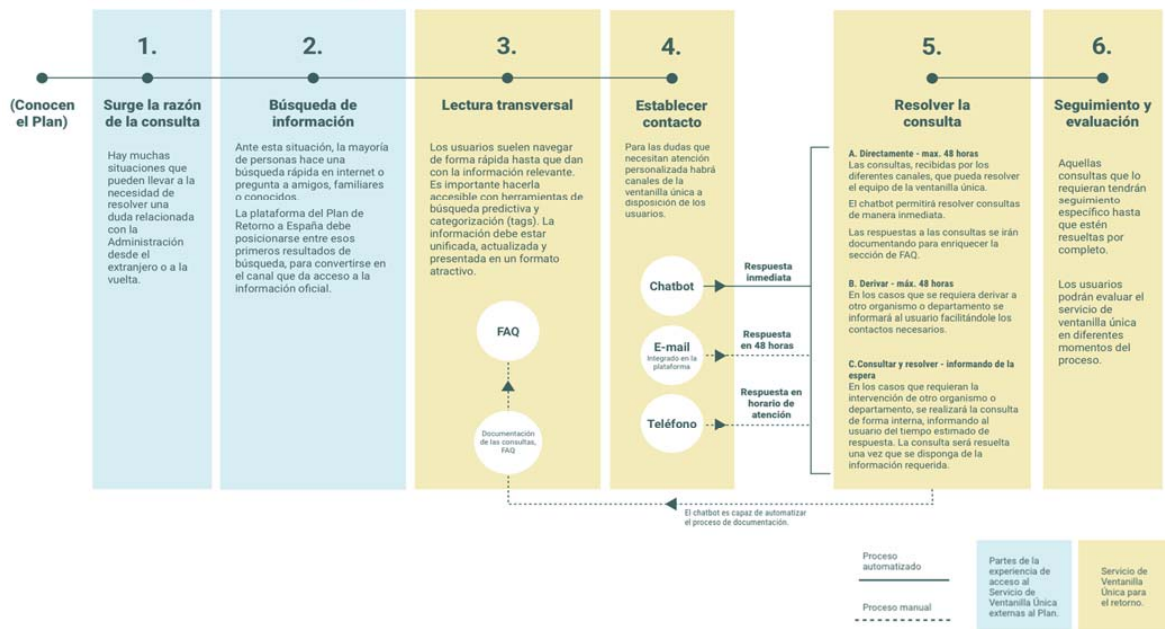 (Conocen
el Plan)
1.
Surge la razón
de la consulta
Hay muchas
situaciones que
pueden llevar a la
necesidad de
resolver una
duda relacionada
con la
Administración
desde el
extranjero o a la
vuelta.
2.
Búsqueda de
información
Ante esta situación, la mayoría
de personas hace una
búsqueda rápida en internet o
pregunta a amigos, familiares
o conocidos.
La plataforma del Plan de
Retorno a España debe
posicionarse entre esos
primeros resultados de
búsqueda, para convertirse en
el canal que da acceso a la
información oficial.
3.
Lectura transversal
Los usuarios suelen navegar
de forma rápida hasta que dan
con la información relevante.
Es importante hacerla
accesible con herramientas de
búsqueda predictiva y
categorización (tags). La
información debe estar
unificada, actualizada y
presentada en un formato
atractivo.
FAQ
Documentación
de las consultas,
FAQ
4.
Establecer
contacto
Para las dudas que
necesitan atención
personalizada habrá
canales de la
ventanilla única a
disposición de los
usuarios.
Chatbot
Respuesta
inmediata
E-mail
Integrado en la
plataforma
Respuesta
en 48 horas
Teléfono
Respuesta en
horario de
atención
5.
Resolver la
consulta
A. Directamente - max. 48 horas
Las consultas, recibidas por los
diferentes canales, que pueda resolver
el equipo de la ventanilla única.
El chatbot permitirá resolver consultas
de manera inmediata.
Las respuestas a las consultas se irán
documentando para enriquecer la
sección de FAQ.
B. Derivar - máx. 48 horas
En los casos que se requiera derivar a
otro organismo o departamento se
informará al usuario facilitándole los
contactos necesarios.
C.Consultar y resolver - informando de la
espera
En los casos que requieran la
intervención de otro organismo o
departamento, se realizará la consulta
de forma interna, informando al
usuario del tiempo estimado de
respuesta. La consulta será resuelta
una vez que se disponga de la
información requerida.
6.
Seguimiento y
evaluación
Aquellas
consultas que lo
requieran tendrán
seguimiento
específico hasta
que estén
resueltas por
completo.
Los usuarios
podrán evaluar el
servicio de
ventanilla única
en diferentes
momentos del
proceso.
El chatbot es capaz de automatizar
el proceso de documentación.
Proceso
automatizado
Proceso manual
Partes de la
experiencia de
acceso al
Servicio de
Ventanilla Única
externas al Plan.
Servicio de
Ventanilla
Única para
el retorno.